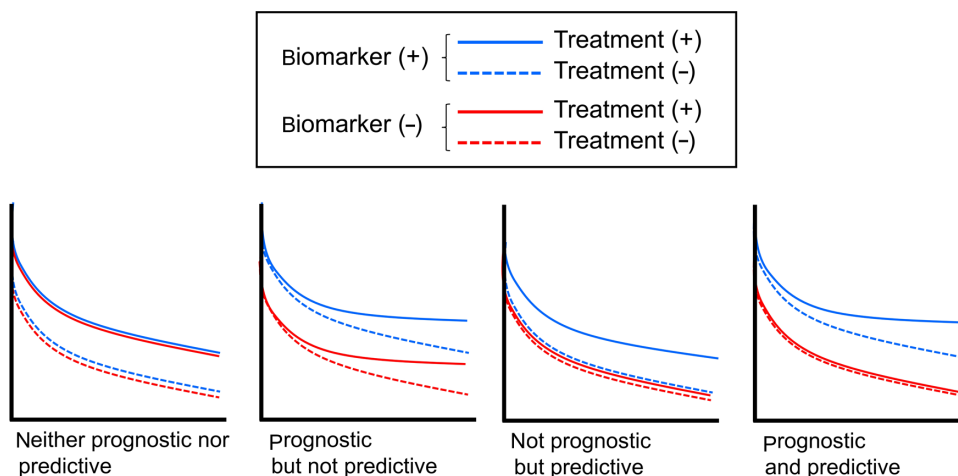 Biomarker (+)
Treatment (+)
Treatment (–)
Biomarker (–)
Treatment (+)
Treatment (–)
Neither prognostic nor
predictive
Prognostic
but not predictive
Not prognostic
but predictive
Prognostic
and predictive